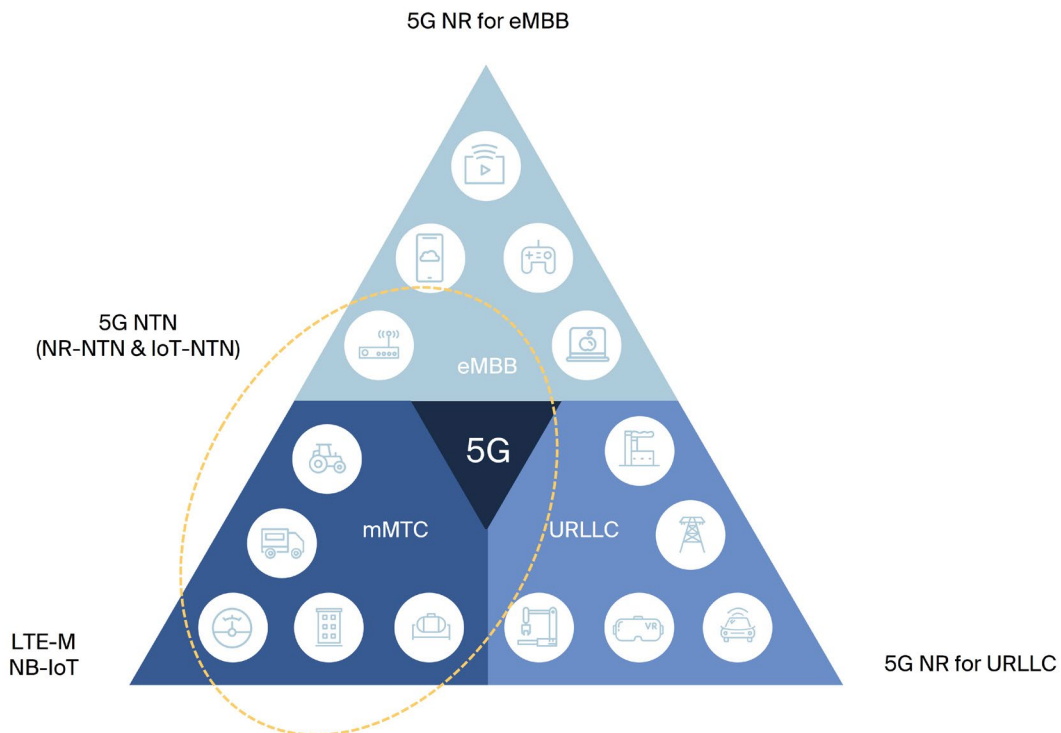 5G NR for eMBB
5G NTN
(NR-NTN & IoT-NTN)
eMBB
5G
mMTC
URLLC
VR
LTE-M
NB-IoT
5G NR for URLLC